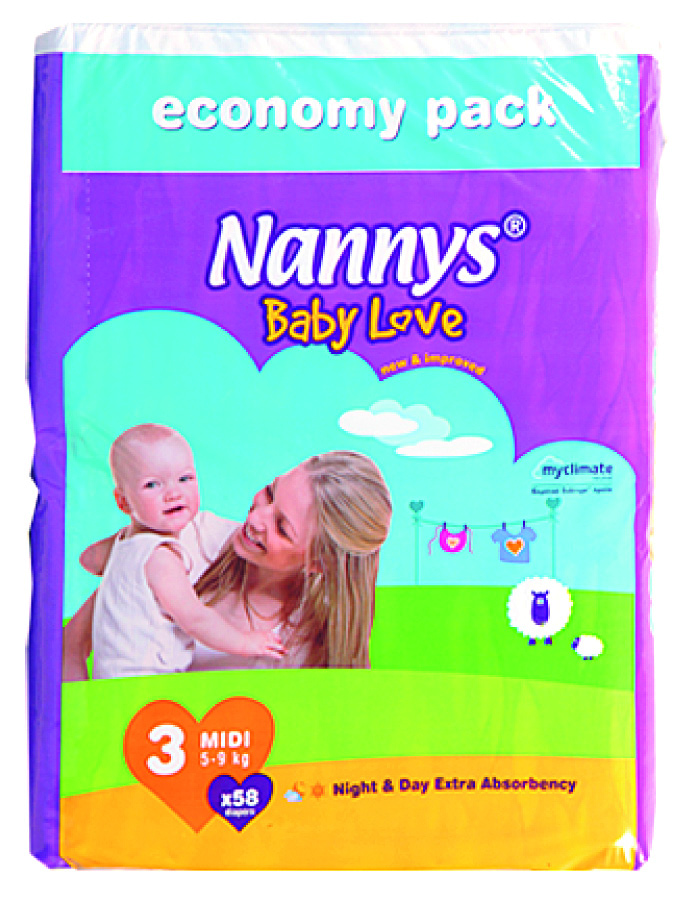 economy pack
Nannys®
Baby Love
new & improved
myclimate
3 MIDI
5-9 kg
x58
diapers
Night & Day Extra Absorbency